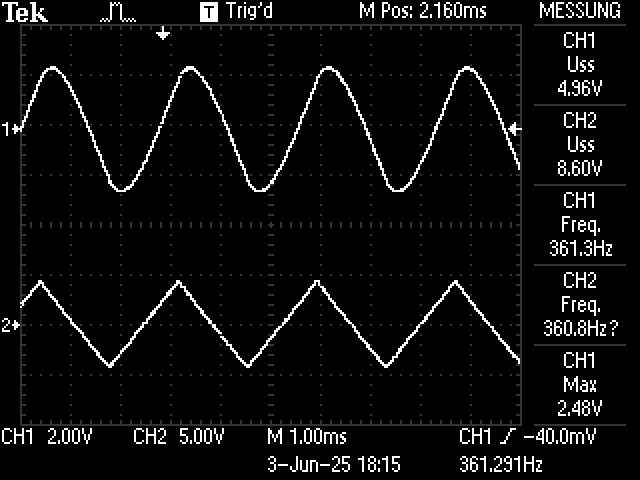 Tek T Trig'd M Pos: 2.160ms MESSUNG
CH1
Uss
4.96V
CH2
Uss
8.60V
CH1
Freq.
361.3Hz
CH2
Freq.
360.8Hz?
CH1
Max
2.48V
1
2
CH1 2.00V CH2 5.00V M 1.00ms CH1 -40.0mV
3-Jun-25 18:15 361.291Hz